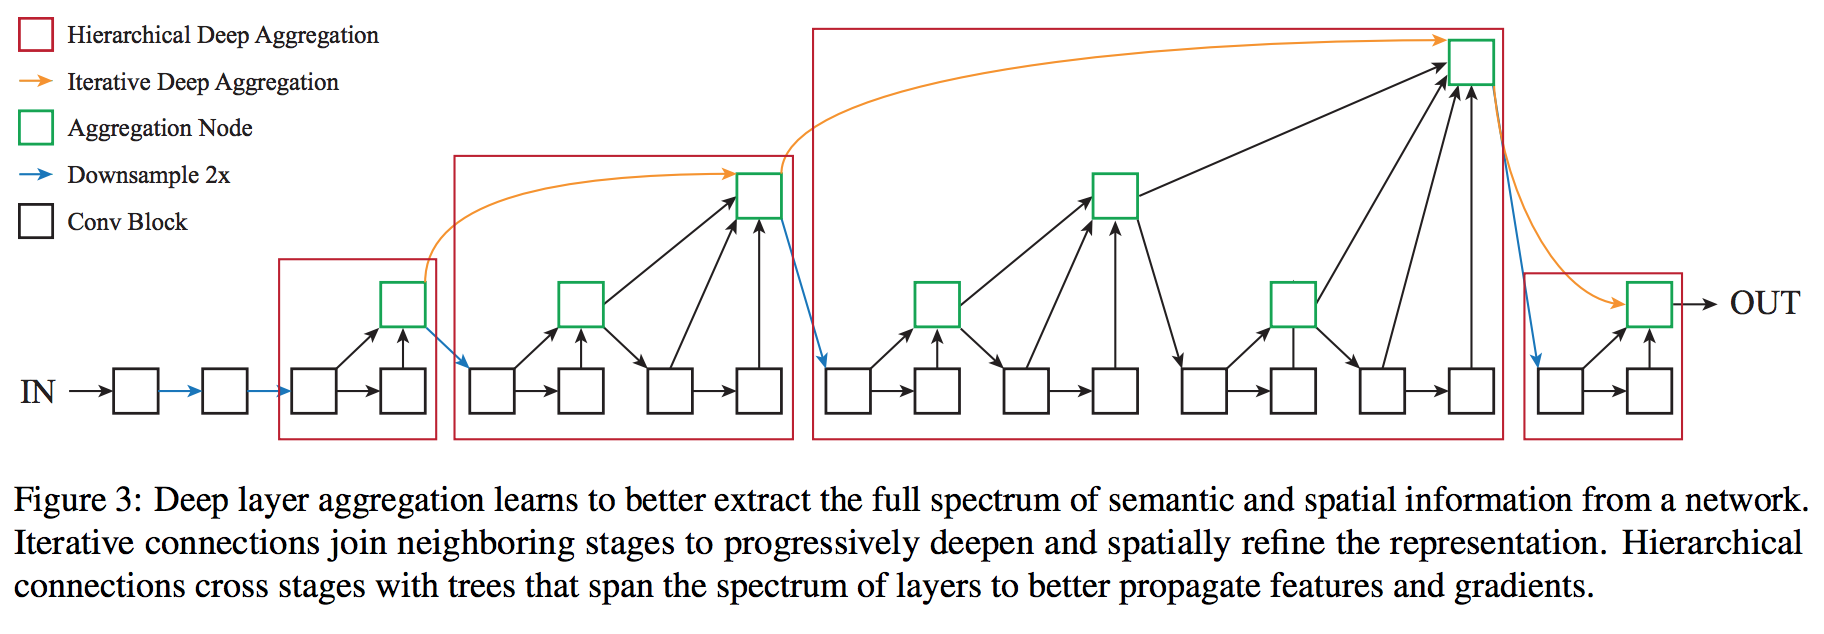 Hierarchical Deep Aggregation
Iterative Deep Aggregation
Aggregation Node
Downsample 2x
Conv Block
IN
OUT
Figure 3: Deep layer aggregation learns to better extract the full spectrum of semantic and spatial information from a network.
Iterative connections join neighboring stages to progressively deepen and spatially refine the representation. Hierarchical
connections cross stages with trees that span the spectrum of layers to better propagate features and gradients.